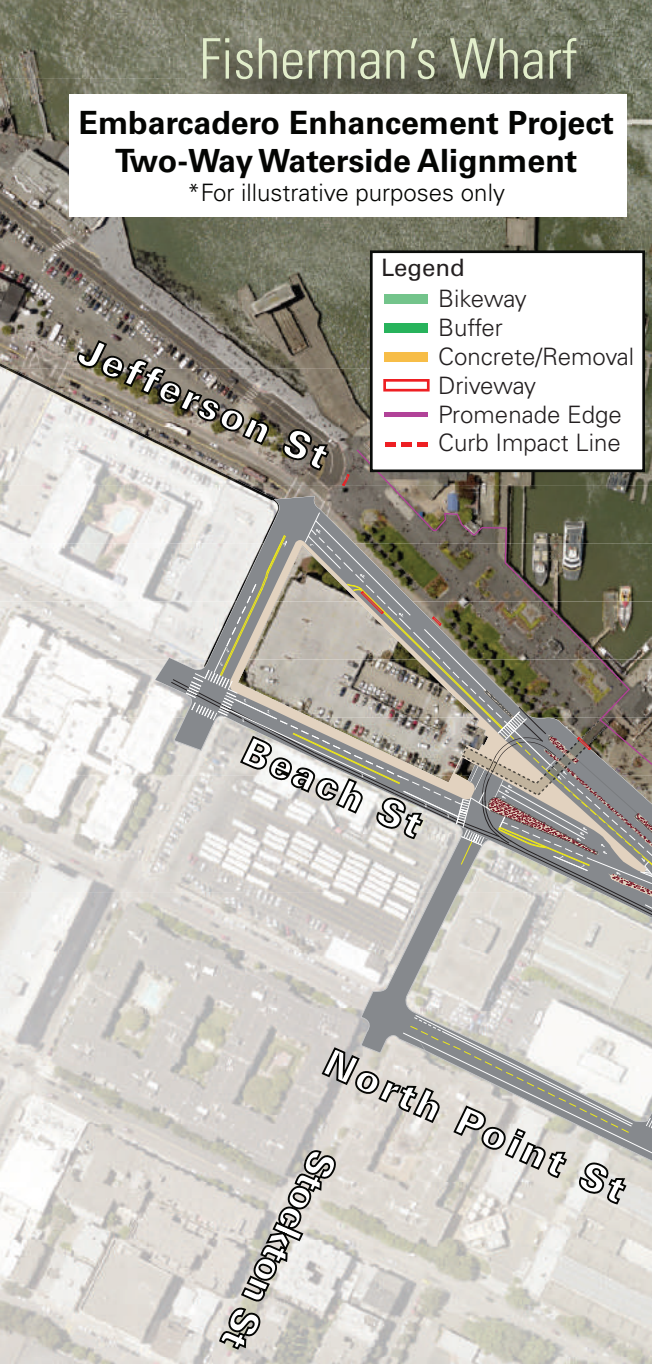 Fisherman's Wharf
Embarcadero Enhancement Project
Two-Way Waterside Alignment
*For illustrative purposes only
Legend
Bikeway
Buffer
Concrete/Removal
Driveway
Promenade Edge
Curb Impact Line
Jefferson St
Beach St
North Point St
Stockton St